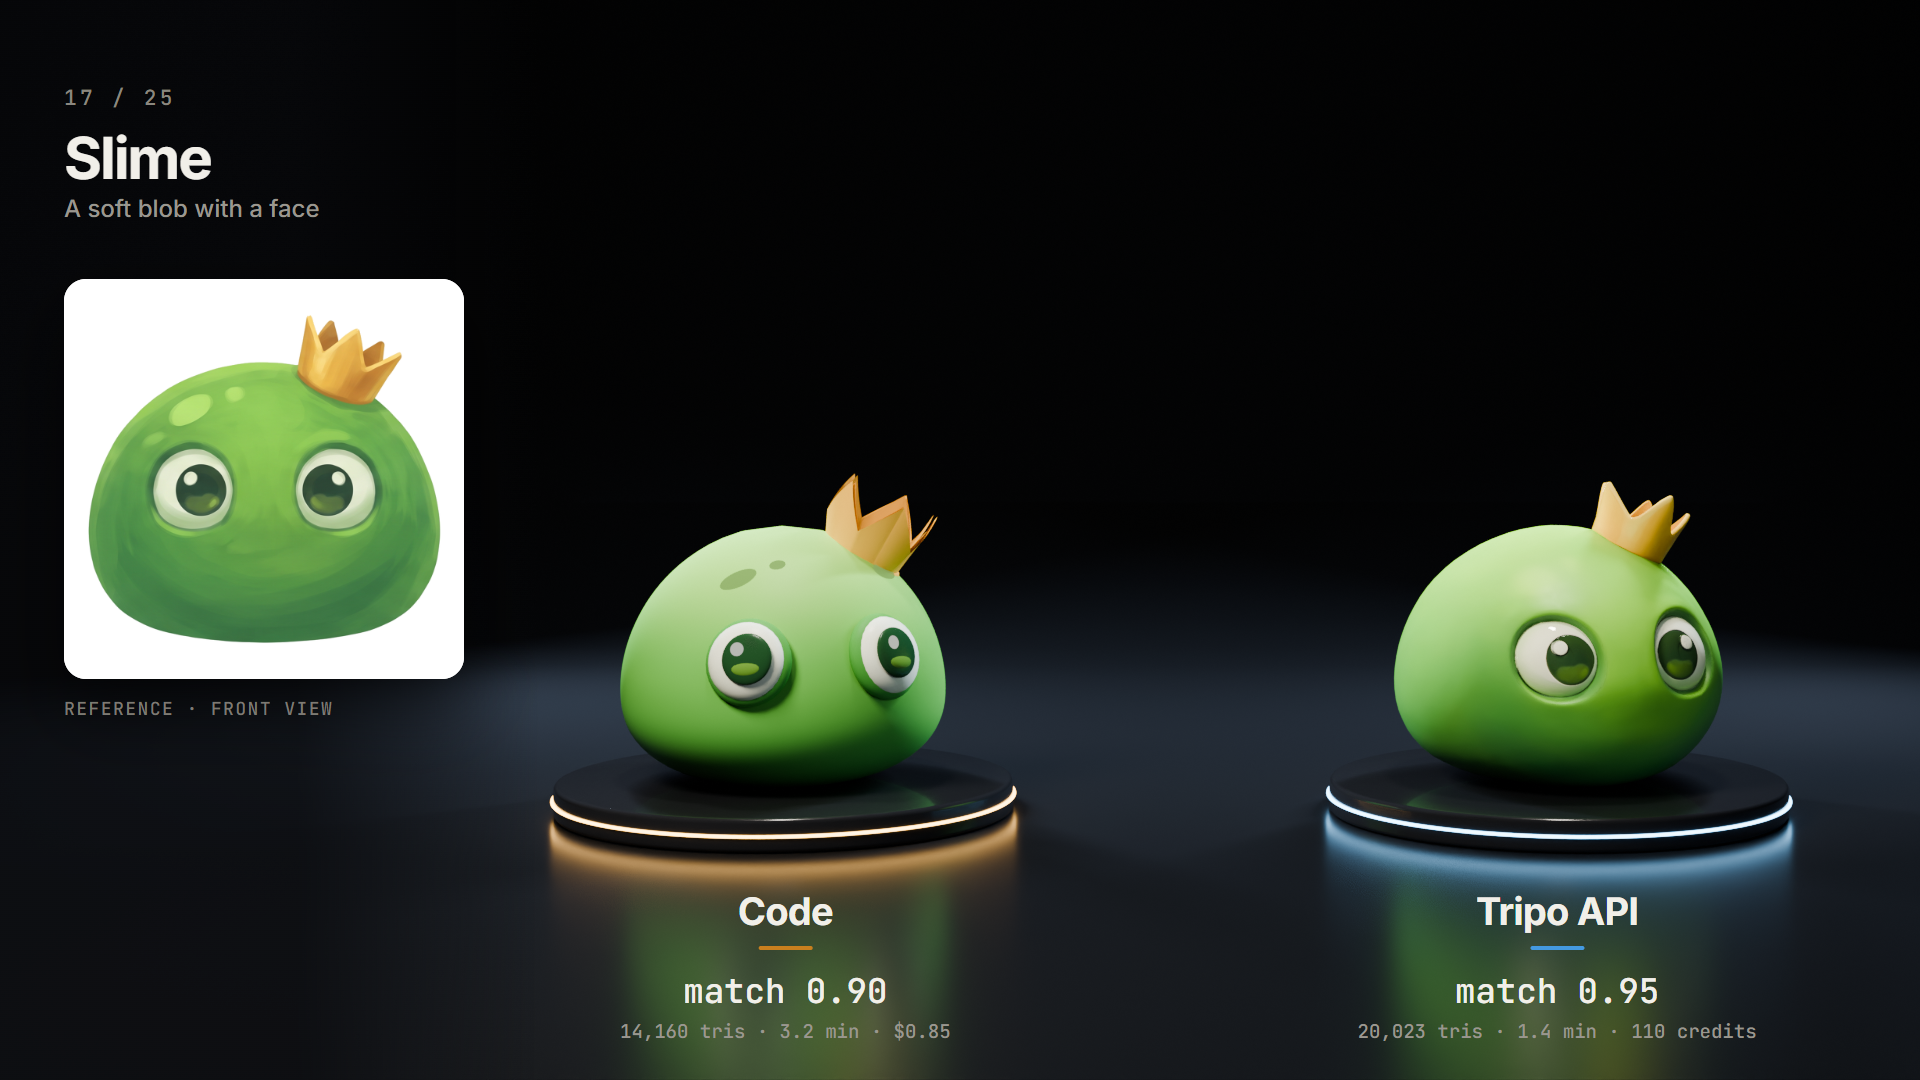 17 / 25
Slime
A soft blob with a face
REFERENCE · FRONT VIEW
Code
match 0.90
14,160 tris · 3.2 min · $0.85
Tripo API
match 0.95
20,023 tris · 1.4 min · 110 credits